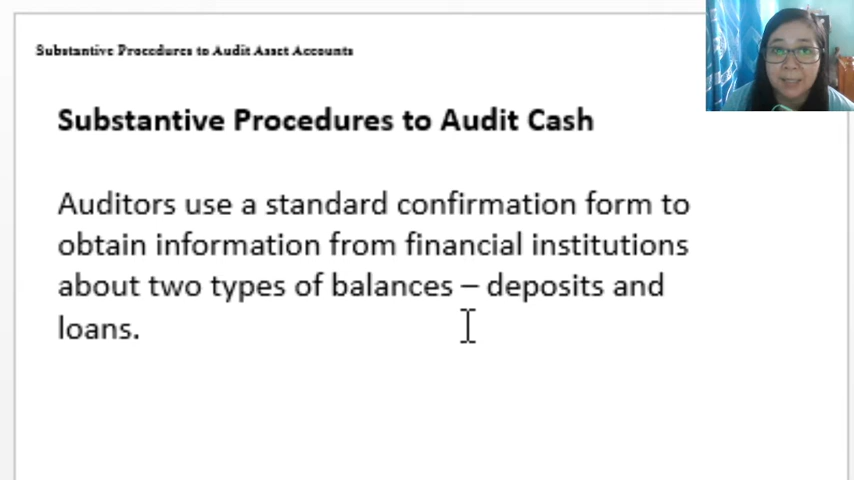 Substantive Procedures to Audit Asset Accounts
Substantive Procedures to Audit Cash
Auditors use a standard confirmation form to
obtain information from financial institutions
about two types of balances – deposits and
loans.